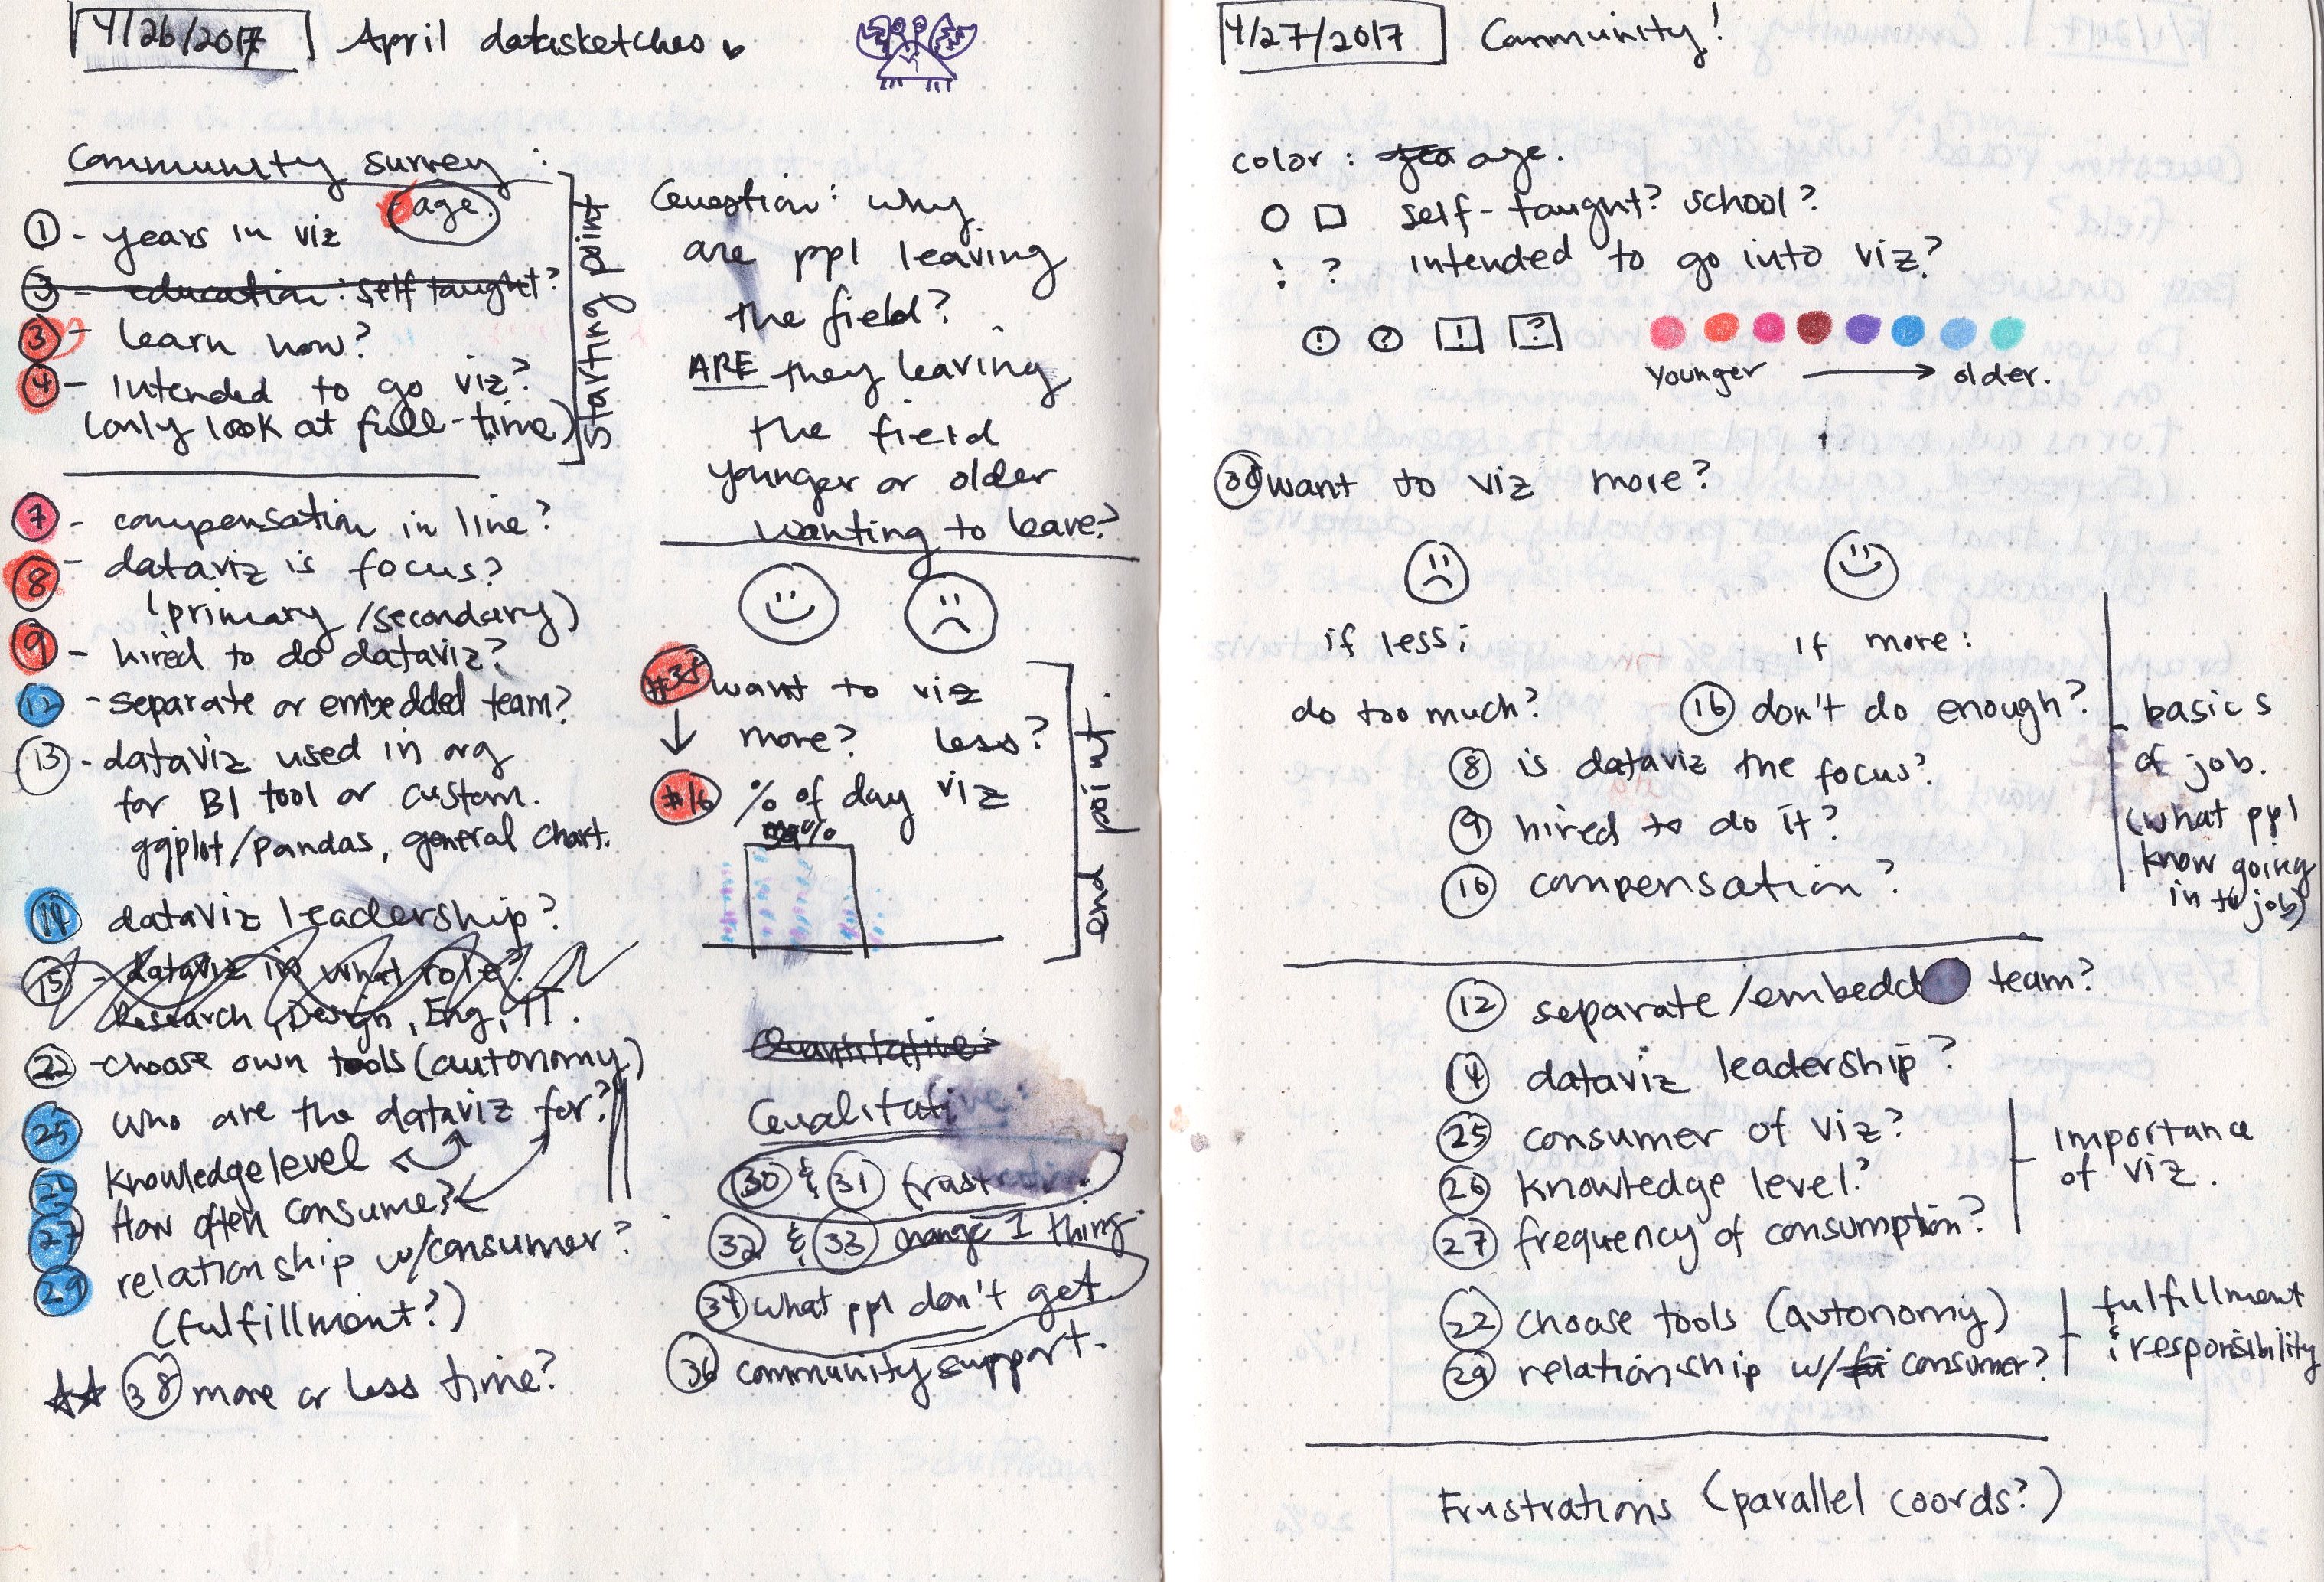 4/26/2017 April datasketches
Community survey :
age
① - years in viz
③ - education: self taught?
③ - learn how?
④ - intended to go viz?
(only look at full-time)
starting point
⑦ - compensation in line?
⑧ - dataviz is focus?
(primary/secondary)
⑨ - hired to do dataviz?
⑫ - separate or embedded team?
⑬ - dataviz used in org
for BI tool or custom.
ggplot/pandas, general chart.
⑭ dataviz leadership?
⑮ - dataviz in what role?
Research, Design, Eng, IT.
㉒ - choose own tools (autonomy)
㉕ who are the dataviz for?
knowledge level
㉗ How often consume?
㉙ relationship w/consumer?
(fulfillment?)
㊳ more or less time?
Question: why
are ppl leaving
the field?
ARE they leaving
the field
younger or older
wanting to leave?
want to viz
more? less?
% of day viz
end point.
Quantitative:
Qualitative:
㉚ & ㉛
㉜ & ㉝ change 1 thing
㉞ what ppl don't get
㊱ community support.
4/27/2017 Community!
color: age.
○ □ self-taught? school?
! ? intended to go into viz?
! ? ! ?
younger → older.
want to viz more?
if less: if more:
do too much? ⑯ don't do enough?
⑧ is dataviz the focus?
⑨ hired to do it?
⑩ compensation?
basics
of job.
(what ppl
know going
in to job)
⑫ separate/embedd team?
⑭ dataviz leadership?
㉕ consumer of viz?
㉖ knowledge level?
㉗ frequency of consumption?
importance
of viz.
㉒ choose tools (autonomy)
㉙ relationship w/ consumer?
fulfillment
& responsibility
Frustrations (parallel coords?)